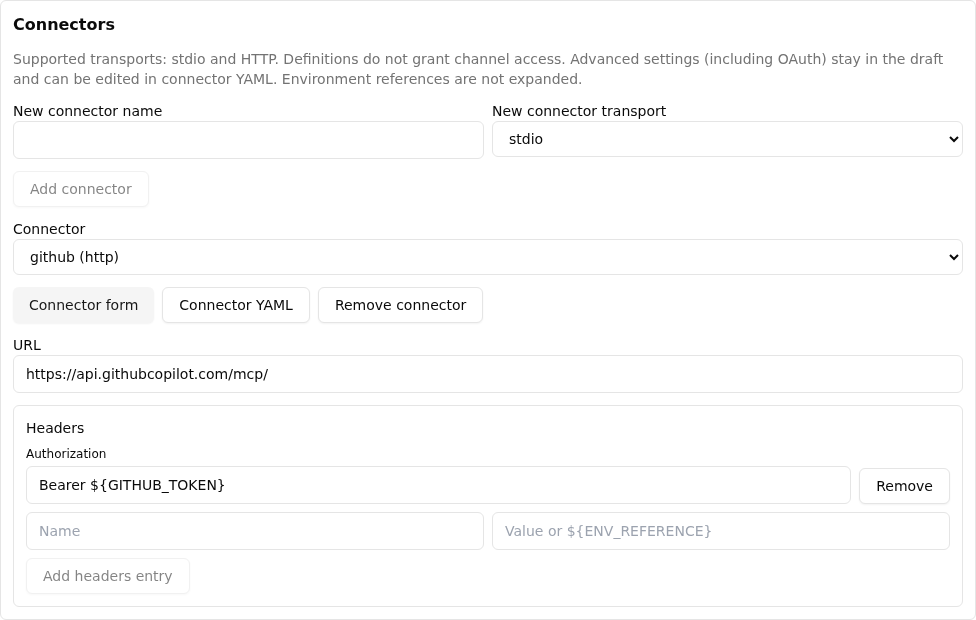 Connectors
Supported transports: stdio and HTTP. Definitions do not grant channel access. Advanced settings (including OAuth) stay in the draft
and can be edited in connector YAML. Environment references are not expanded.
New connector name
New connector transport
stdio
Add connector
Connector
github (http)
Connector form
Connector YAML
Remove connector
URL
https://api.githubcopilot.com/mcp/
Headers
Authorization
Bearer ${GITHUB_TOKEN}
Remove
Name
Value or ${ENV_REFERENCE}
Add headers entry